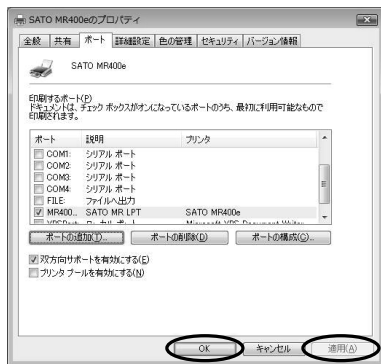 SATO MR400eのプロパティ
全般 共有 ポート 詳細設定 色の管理 セキュリティ バージョン情報
SATO MR400e
印刷するポート(P)
ドキュメントは、チェック ボックスがオンになっているポートのうち、最初に利用可能なもので
印刷されます。
ポート 説明 プリンタ
COM1: シリアル ポート
COM2: シリアル ポート
COM3: シリアル ポート
COM4: シリアル ポート
FILE: ファイルへ出力
MR400... SATO MR LPT SATO MR400e
ポートの追加(T)... ポートの削除(D) ポートの構成(C)...
双方向サポートを有効にする(E)
プリンタ プールを有効にする(N)
OK キャンセル 適用(A)